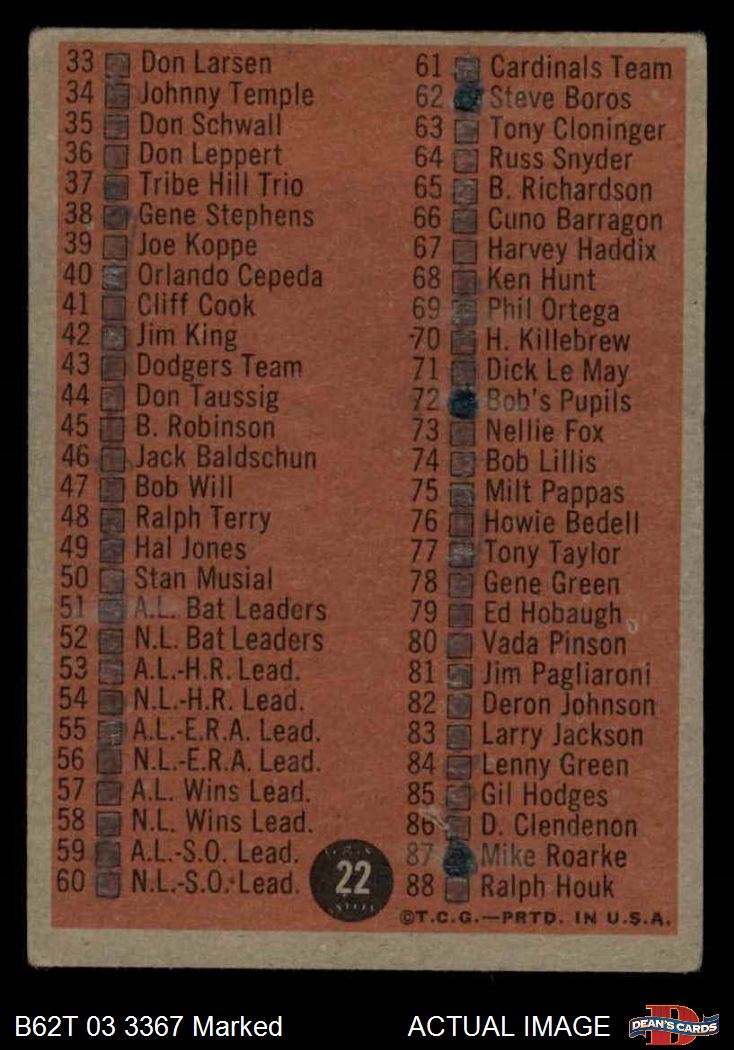 33 Don Larsen
34 Johnny Temple
35 Don Schwall
36 Don Leppert
37 Tribe Hill Trio
38 Gene Stephens
39 Joe Koppe
40 Orlando Cepeda
41 Cliff Cook
42 Jim King
43 Dodgers Team
44 Don Taussig
45 B. Robinson
46 Jack Baldschun
47 Bob Will
48 Ralph Terry
49 Hal Jones
50 Stan Musial
51 A.L. Bat Leaders
52 N.L. Bat Leaders
53 A.L.-H.R. Lead.
54 N.L.-H.R. Lead.
55 A.L.-E.R.A. Lead.
56 N.L.-E.R.A. Lead.
57 A.L. Wins Lead.
58 N.L. Wins Lead.
59 A.L.-S.O. Lead.
60 N.L.-S.O. Lead.
61 Cardinals Team
62 Steve Boros
63 Tony Cloninger
64 Russ Snyder
65 B. Richardson
66 Cuno Barragon
67 Harvey Haddix
68 Ken Hunt
69 Phil Ortega
70 H. Killebrew
71 Dick Le May
72 Bob's Pupils
73 Nellie Fox
74 Bob Lillis
75 Milt Pappas
76 Howie Bedell
77 Tony Taylor
78 Gene Green
79 Ed Hobaugh
80 Vada Pinson
81 Jim Pagliaroni
82 Deron Johnson
83 Larry Jackson
84 Lenny Green
85 Gil Hodges
86 D. Clendenon
87 Mike Roarke
88 Ralph Houk
22
©T.C.G.—PRTD. IN U.S.A.
B62T 03 3367 Marked
ACTUAL IMAGE
DEAN'S CARDS